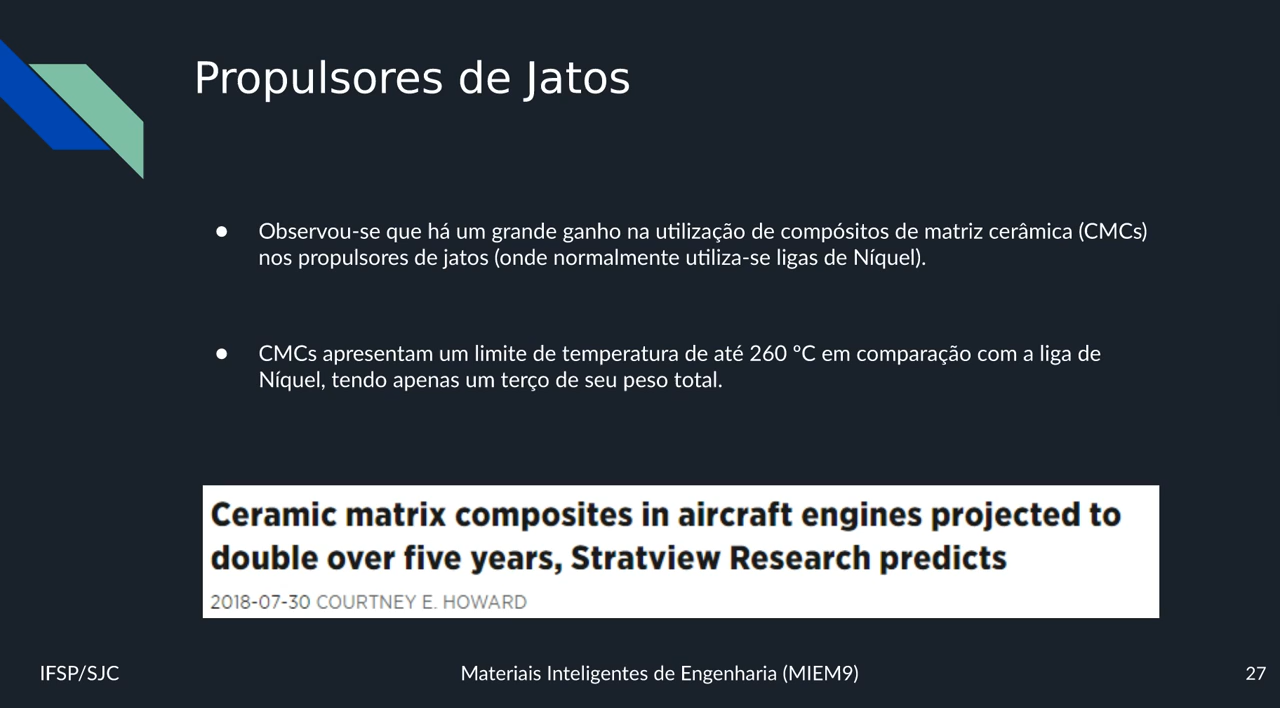 Propulsores de Jatos
● Observou-se que há um grande ganho na utilização de compósitos de matriz cerâmica (CMCs)
nos propulsores de jatos (onde normalmente utiliza-se ligas de Níquel).
● CMCs apresentam um limite de temperatura de até 260 ºC em comparação com a liga de
Níquel, tendo apenas um terço de seu peso total.
Ceramic matrix composites in aircraft engines projected to
double over five years, Stratview Research predicts
2018-07-30 COURTNEY E. HOWARD
IFSP/SJC
Materiais Inteligentes de Engenharia (MIEM9)
27